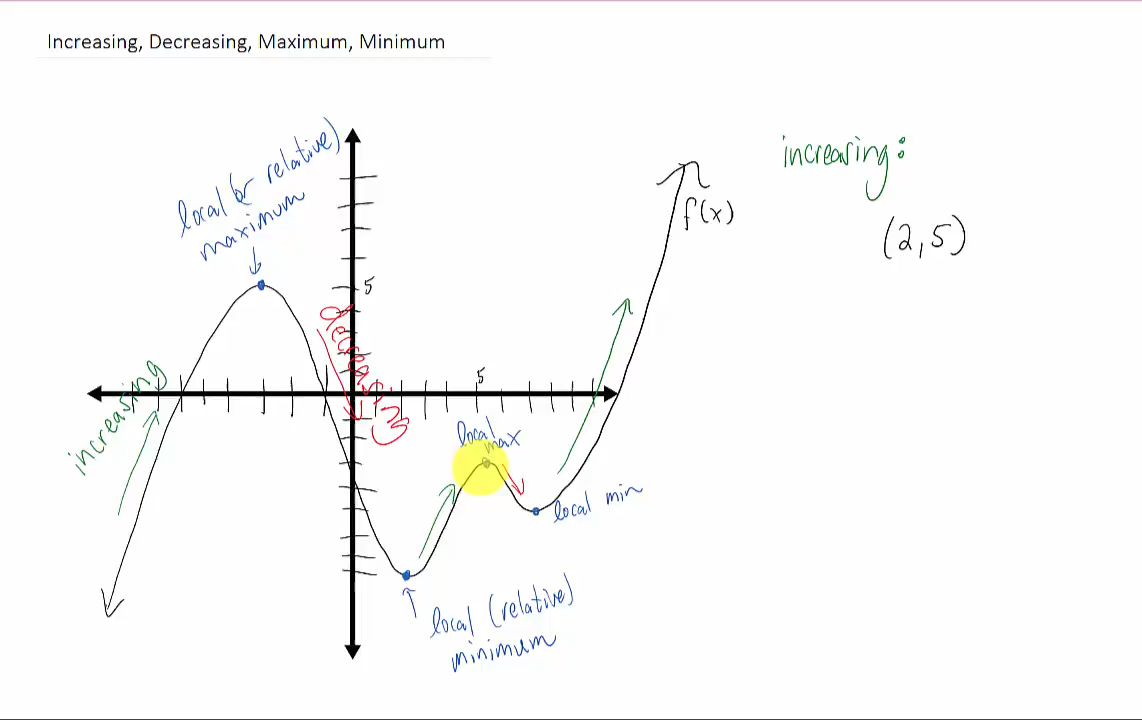 Increasing, Decreasing, Maximum, Minimum
local (or relative)
maximum
increasing:
(2,5)
f(x)
5
decreasing
increasing
5
local
max
local min
local (relative)
minimum